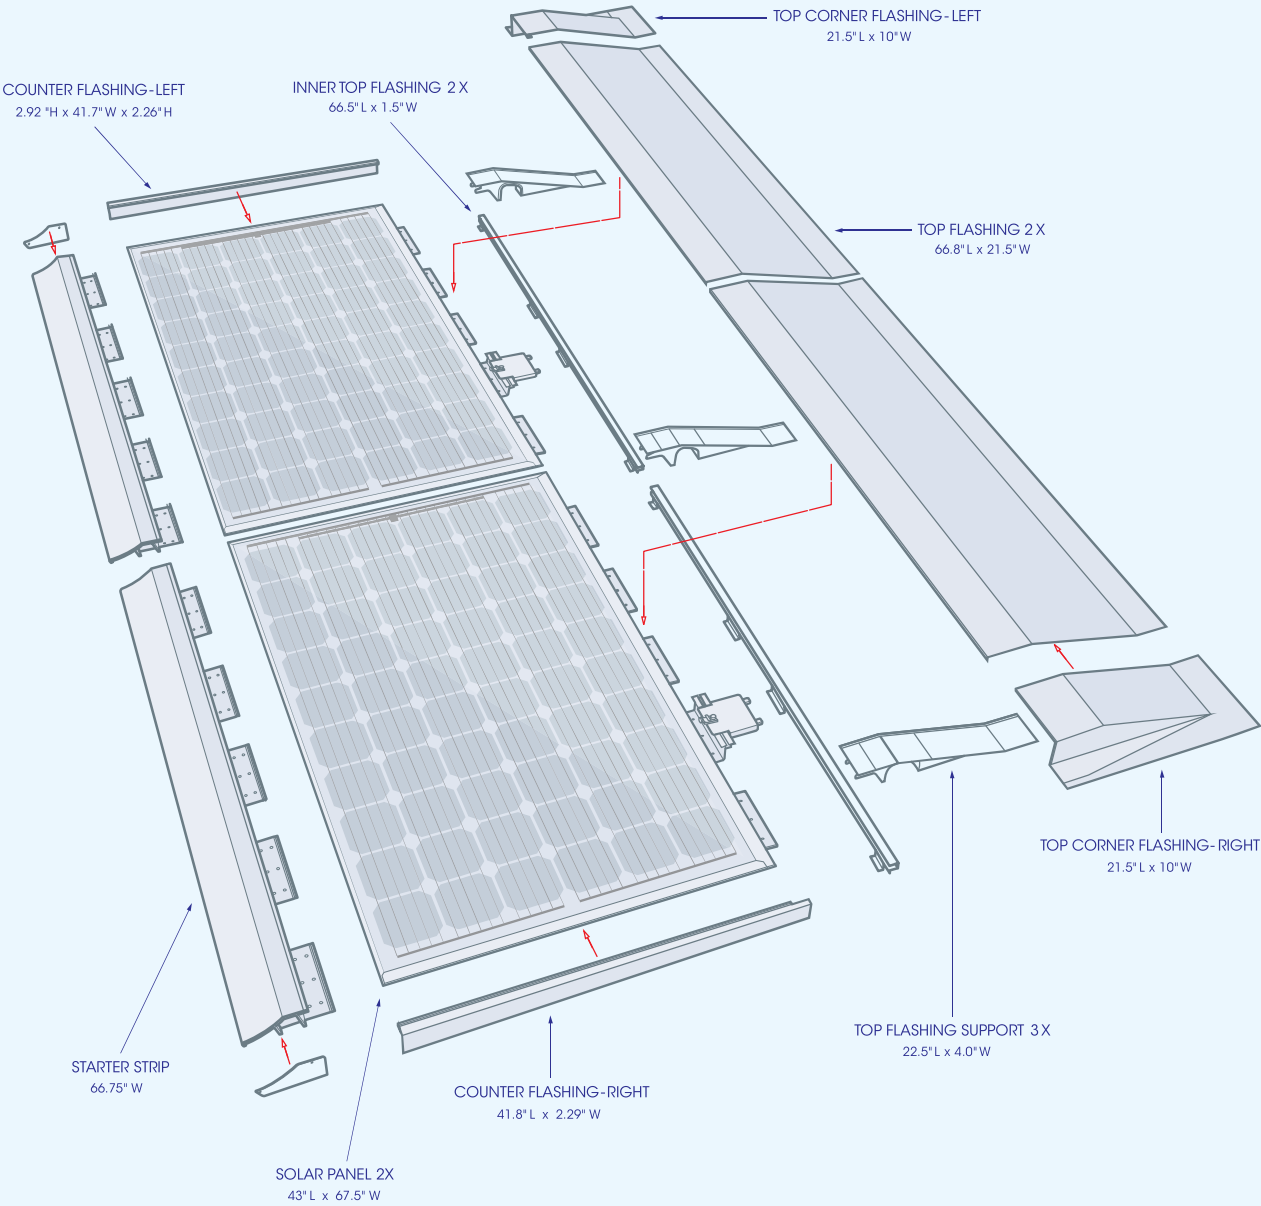 TOP CORNER FLASHING-LEFT
21.5" L x 10" W
COUNTER FLASHING-LEFT
2.92 "H x 41.7" W x 2.26" H
INNER TOP FLASHING 2 X
66.5" L x 1.5" W
TOP FLASHING 2 X
66.8" L x 21.5" W
TOP CORNER FLASHING-RIGHT
21.5" L x 10" W
TOP FLASHING SUPPORT 3 X
22.5" L x 4.0" W
STARTER STRIP
66.75" W
COUNTER FLASHING-RIGHT
41.8" L x 2.29" W
SOLAR PANEL 2X
43" L x 67.5" W